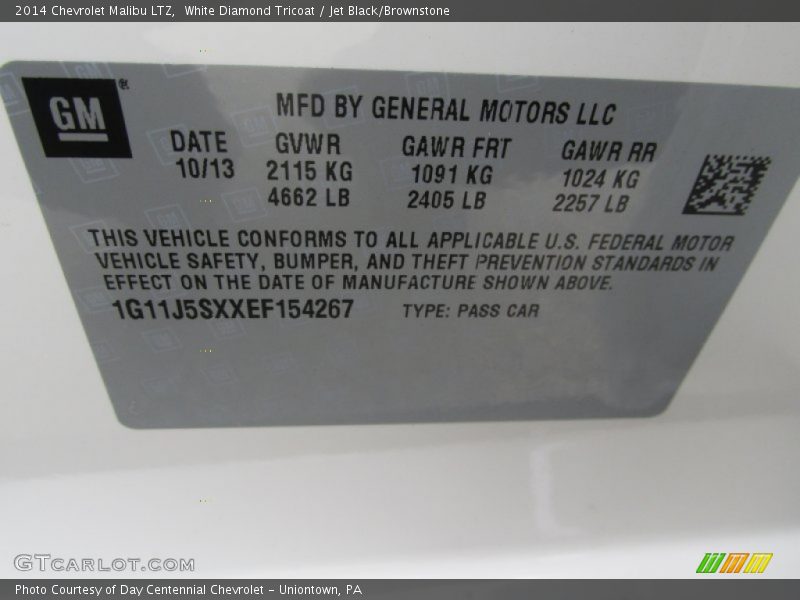 2014 Chevrolet Malibu LTZ, White Diamond Tricoat / Jet Black/Brownstone
GM ®
MFD BY GENERAL MOTORS LLC
DATE GVWR GAWR FRT GAWR RR
10/13 2115 KG 1091 KG 1024 KG
4662 LB 2405 LB 2257 LB
THIS VEHICLE CONFORMS TO ALL APPLICABLE U.S. FEDERAL MOTOR
VEHICLE SAFETY, BUMPER, AND THEFT PREVENTION STANDARDS IN
EFFECT ON THE DATE OF MANUFACTURE SHOWN ABOVE.
1G11J5SXXEF154267 TYPE: PASS CAR
GTCARLOT.COM
Photo Courtesy of Day Centennial Chevrolet - Uniontown, PA